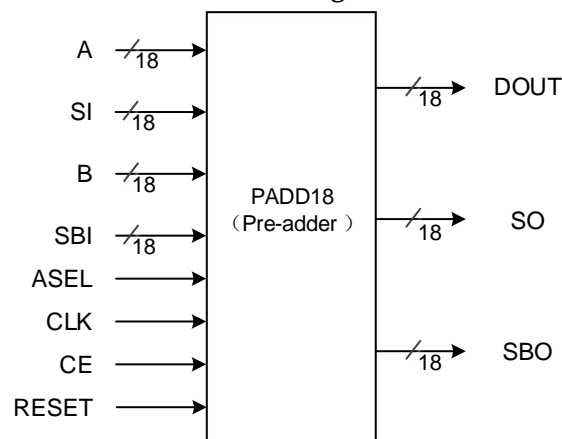 A
18
SI
18
B
18
SBI
18
ASEL
CLK
CE
RESET
PADD18
（Pre-adder ）
18
DOUT
18
SO
18
SBO